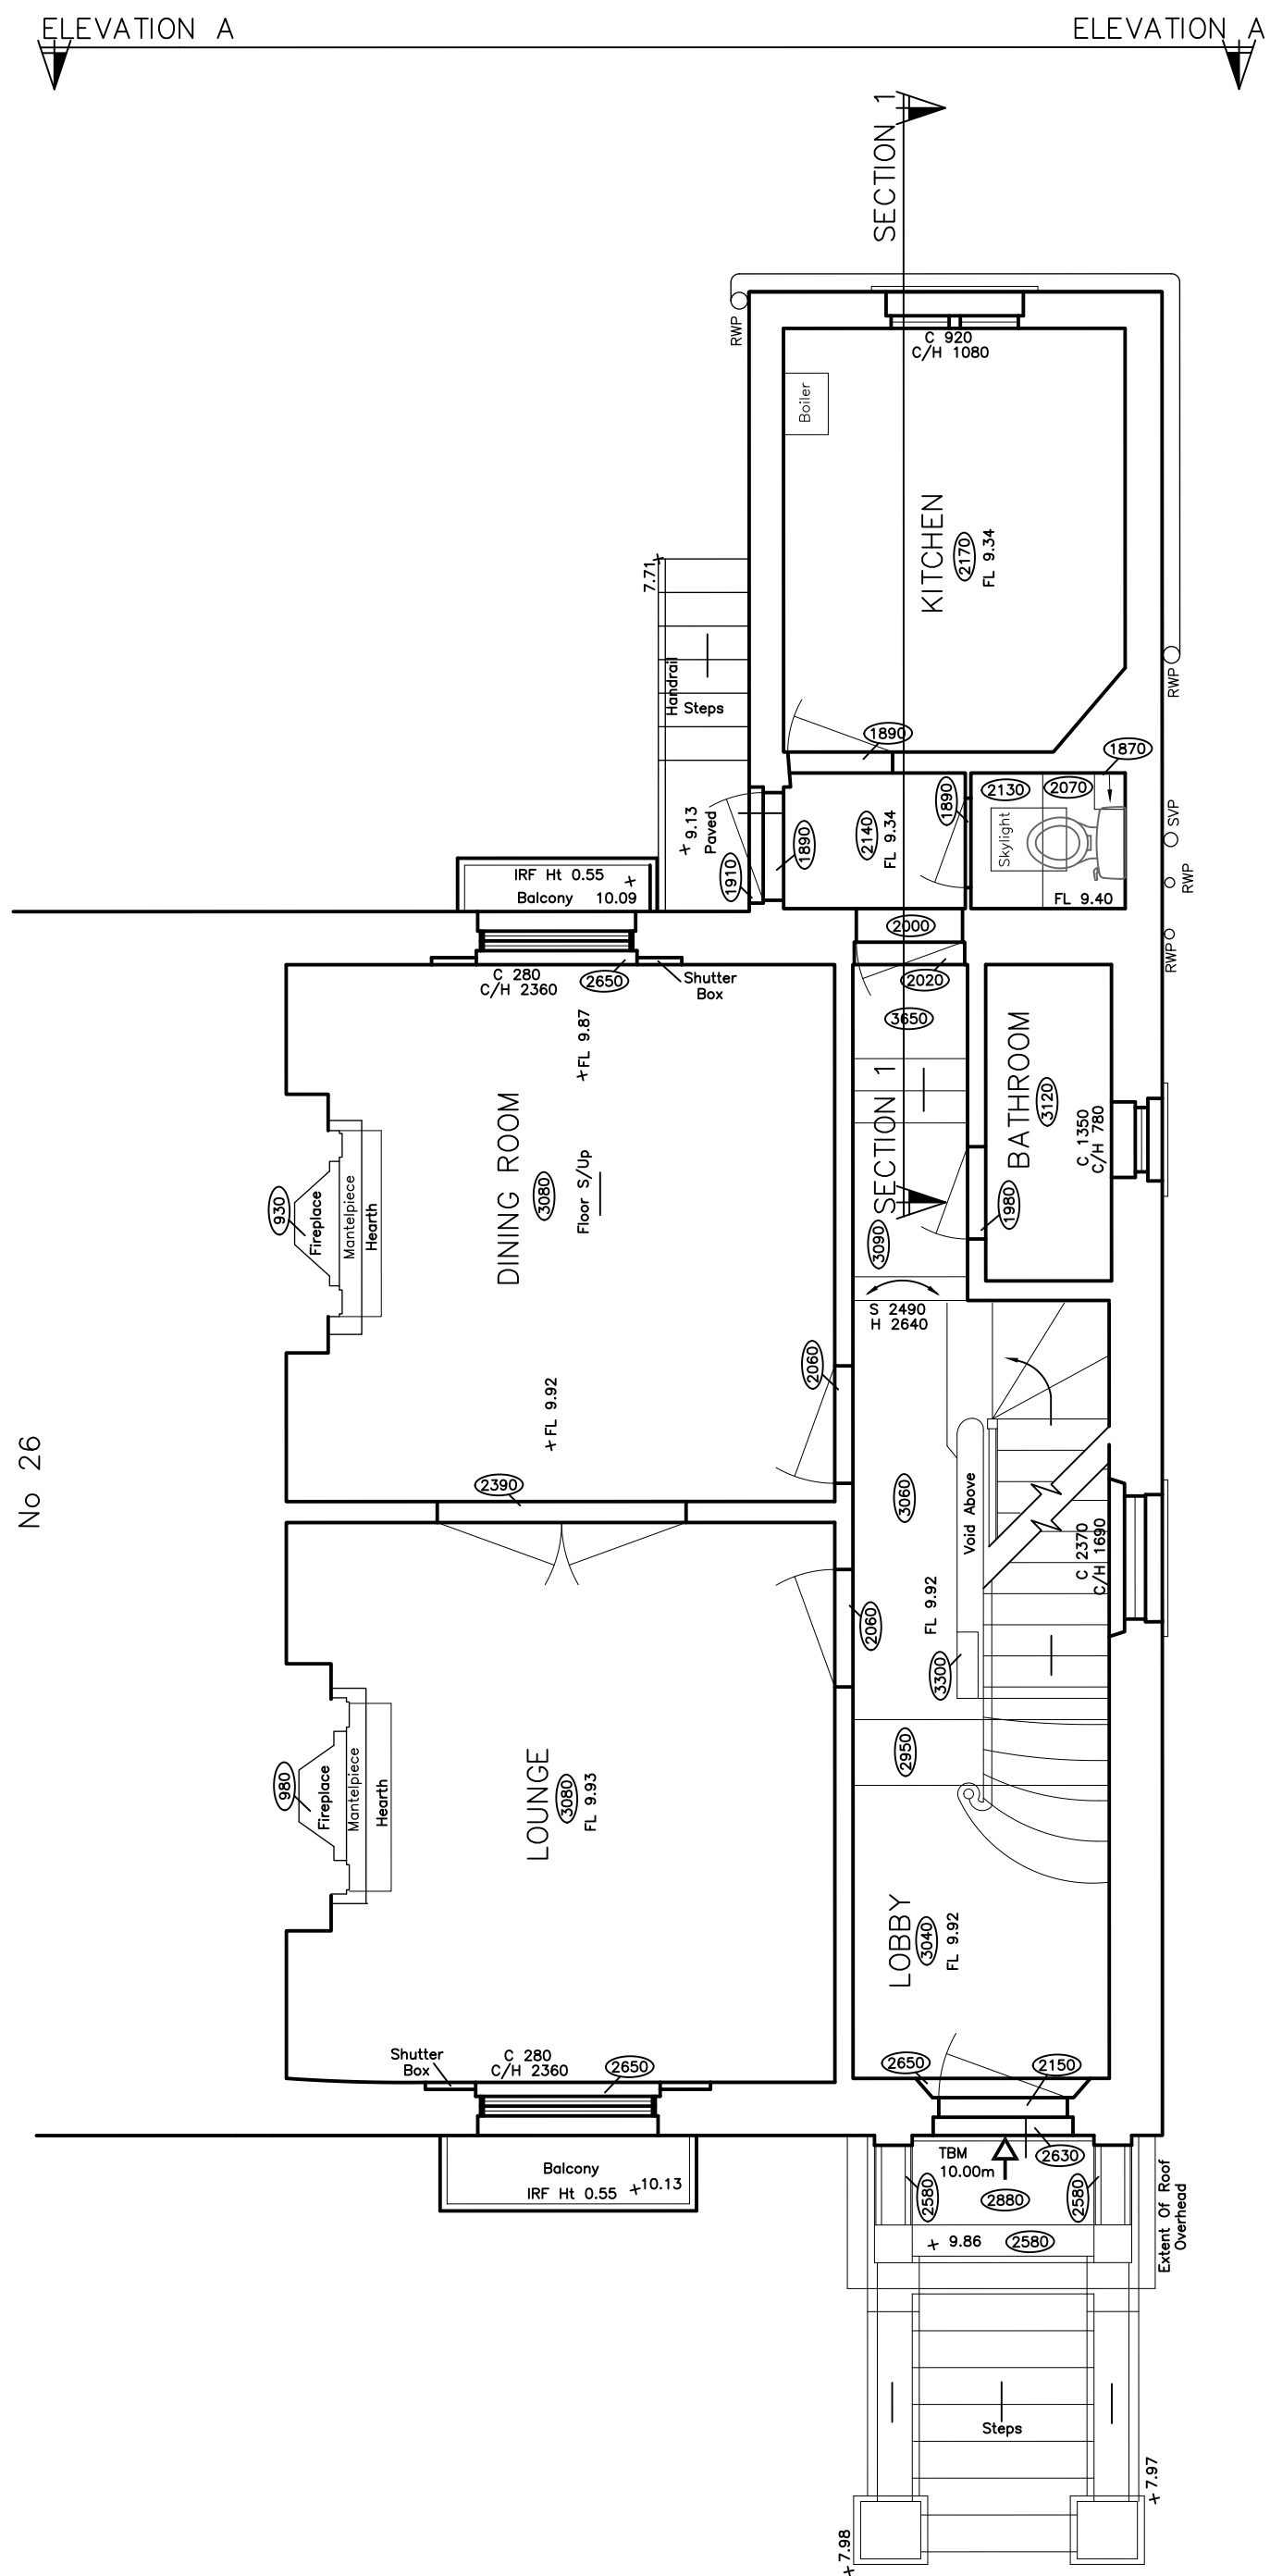 ELEVATION A
ELEVATION A
SECTION 1
RWP
C 920
C/H 1080
Boiler
KITCHEN
2170
FL 9.34
7.71
Handrail
Steps
RWP
1890
1870
9.13
Paved
1910
1890
2140
FL 9.34
1890
2130
2070
Skylight
FL 9.40
SVP
RWP
RWP
IRF Ht 0.55
Balcony 10.09
2000
2020
3650
C 280
C/H 2360
2650
Shutter
Box
FL 9.87
DINING ROOM
3080
Floor S/Up
930
Fireplace
Mantelpiece
Hearth
SECTION 1
3090
BATHROOM
3120
C 1350
C/H 780
1980
S 2490
H 2640
2060
FL 9.92
No 26
2390
3060
Void Above
C 2370
C/H 1690
FL 9.92
2060
3300
2950
980
Fireplace
Mantelpiece
Hearth
LOUNGE
3080
FL 9.93
LOBBY
3040
FL 9.92
Shutter
Box
C 280
C/H 2360
2650
2650
2150
TBM
10.00m
2630
Balcony
IRF Ht 0.55 10.13
2580
2880
2580
9.86
2580
Extent Of Roof
Overhead
Steps
7.98
7.97